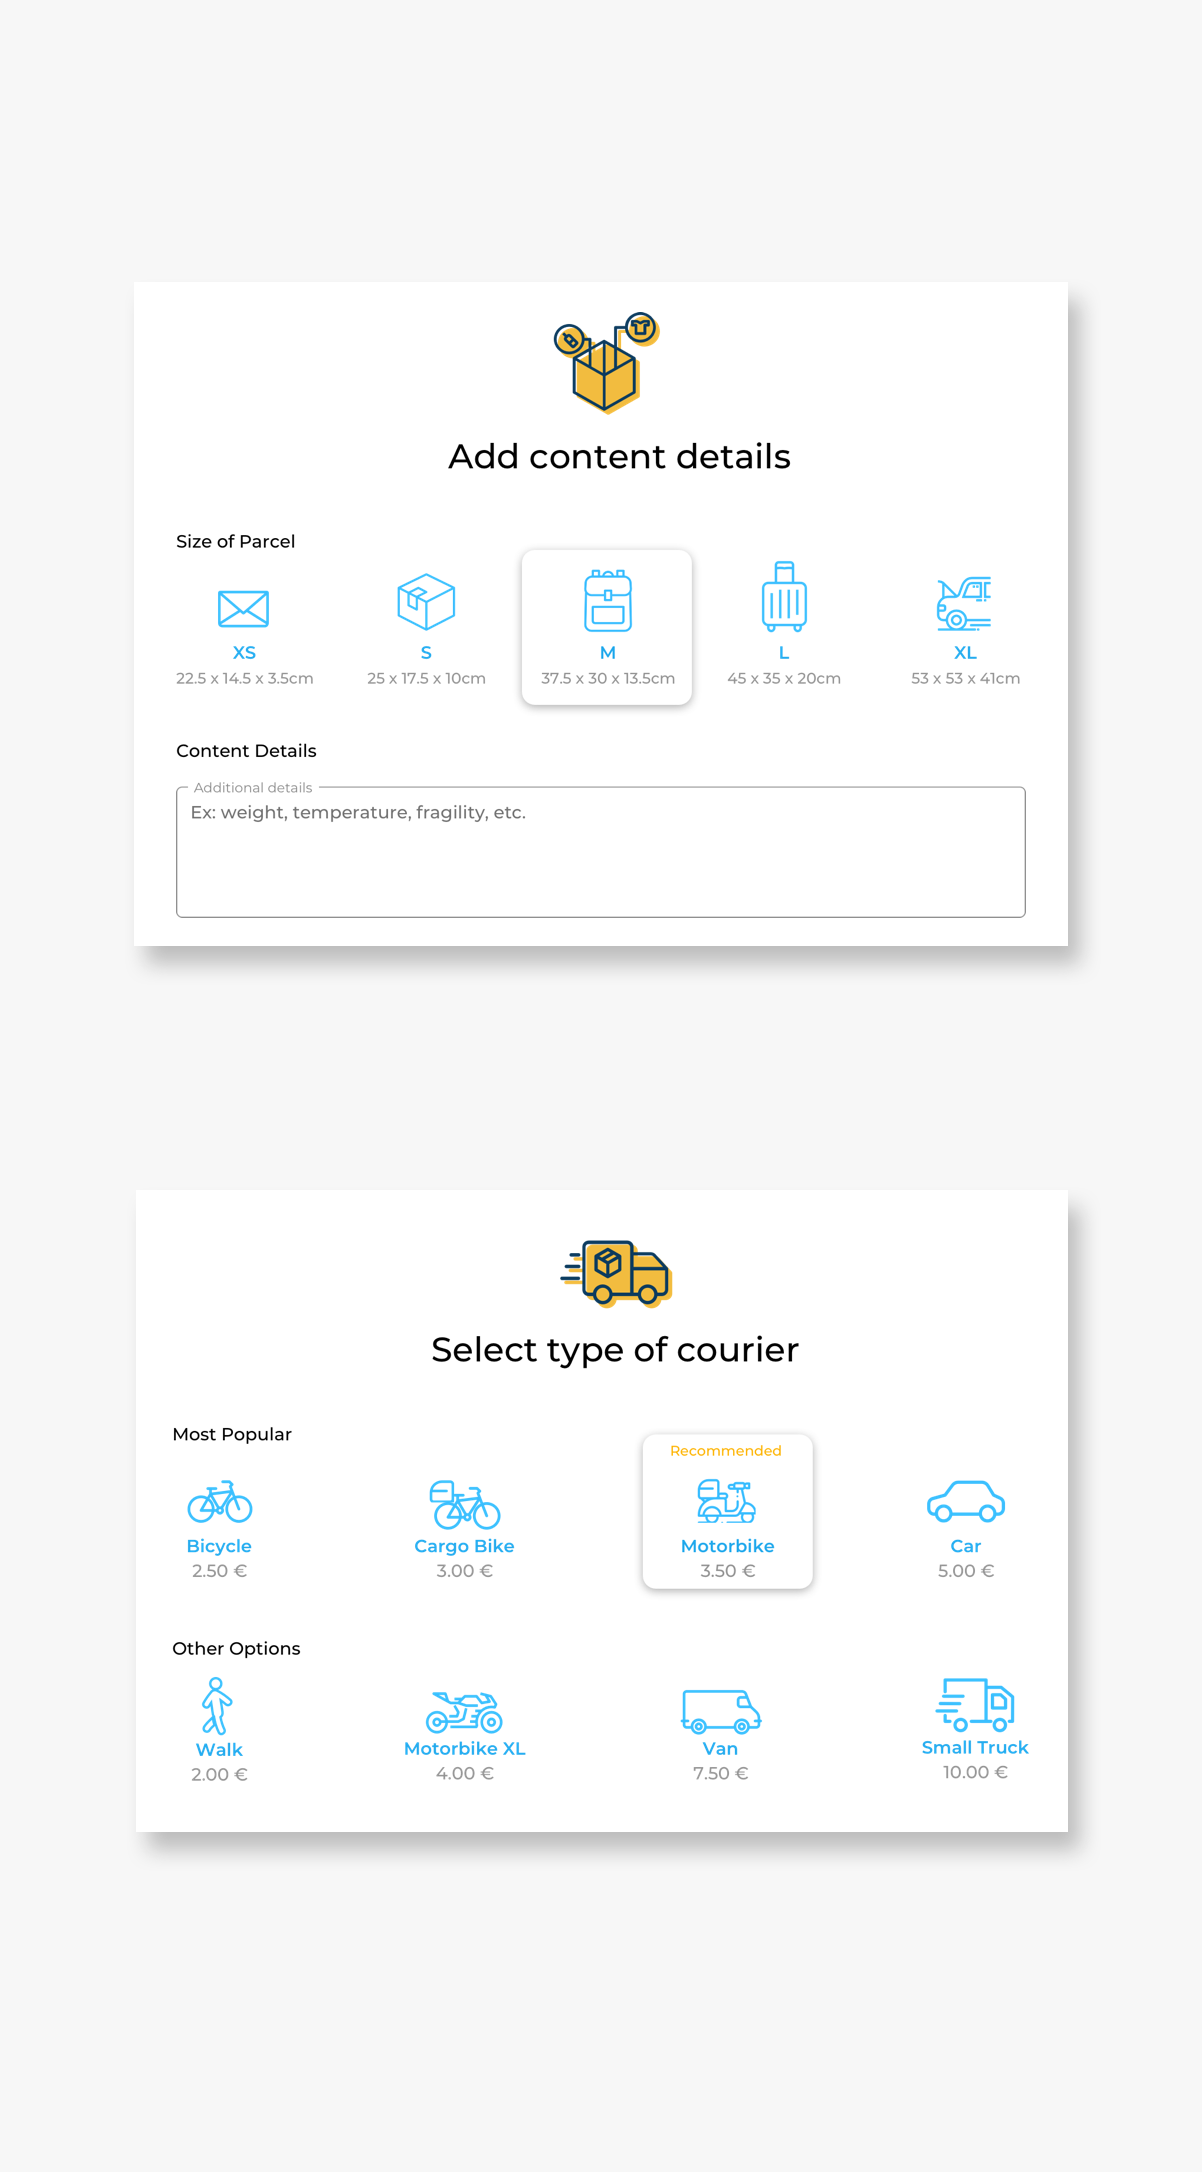 Add content details
Size of Parcel
XS
22.5 x 14.5 x 3.5cm
S
25 x 17.5 x 10cm
M
37.5 x 30 x 13.5cm
L
45 x 35 x 20cm
XL
53 x 53 x 41cm
Content Details
Additional details
Ex: weight, temperature, fragility, etc.
Select type of courier
Most Popular
Bicycle
2.50 €
Cargo Bike
3.00 €
Recommended
Motorbike
3.50 €
Car
5.00 €
Other Options
Walk
2.00 €
Motorbike XL
4.00 €
Van
7.50 €
Small Truck
10.00 €